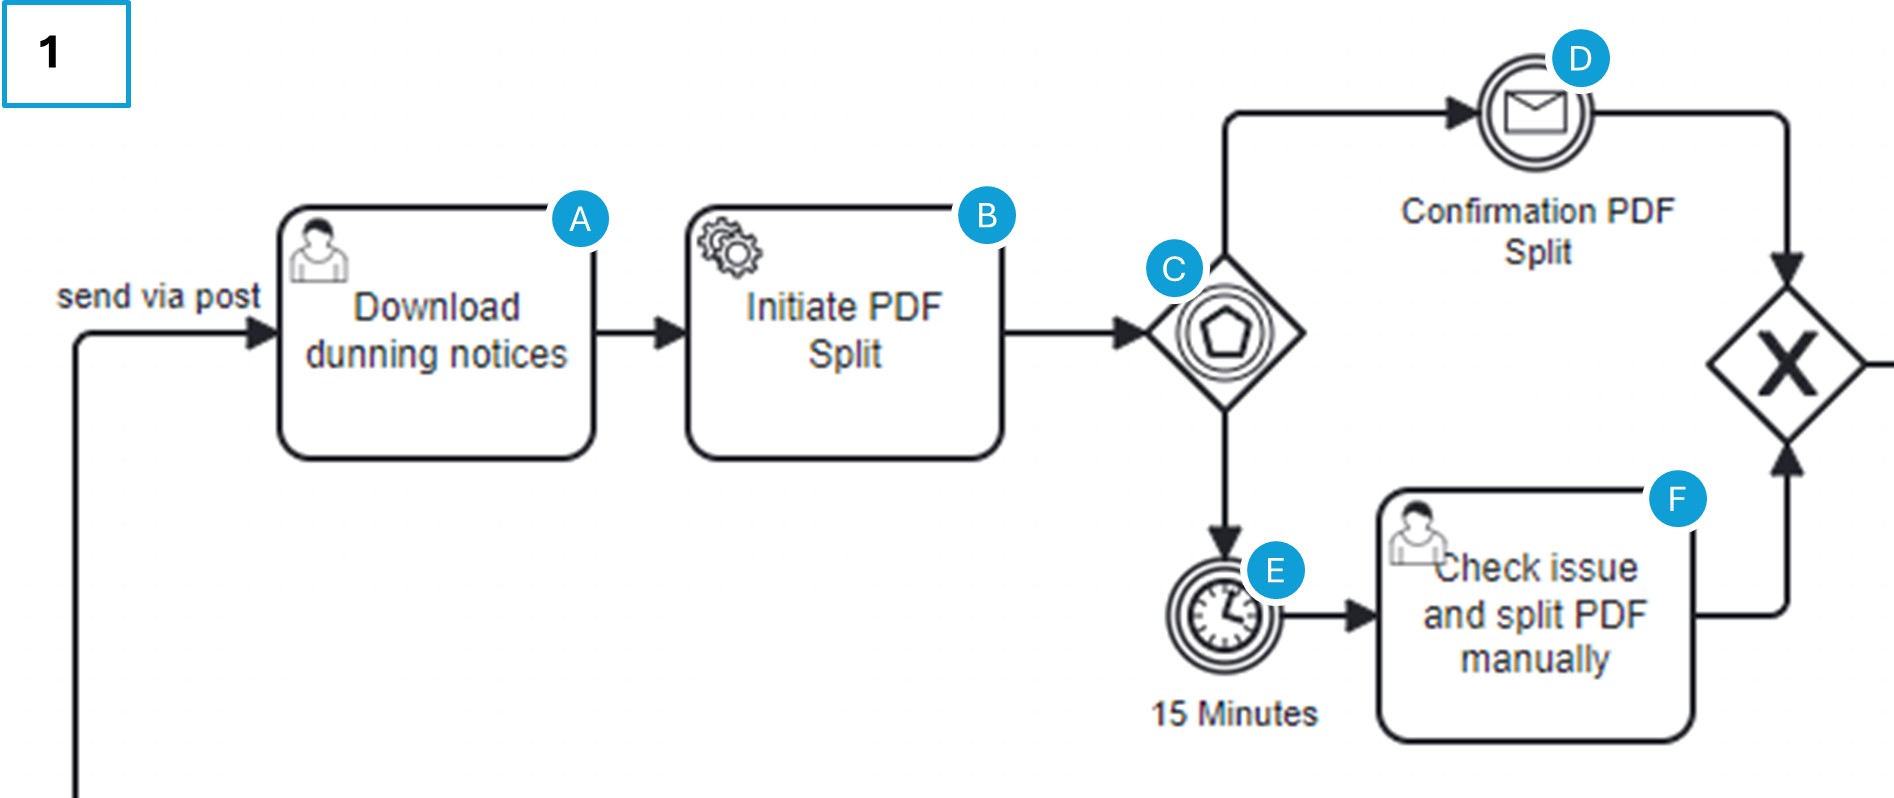 1
send via post
A
Download
dunning notices
B
Initiate PDF
Split
C
D
Confirmation PDF
Split
X
E
15 Minutes
F
Check issue
and split PDF
manually